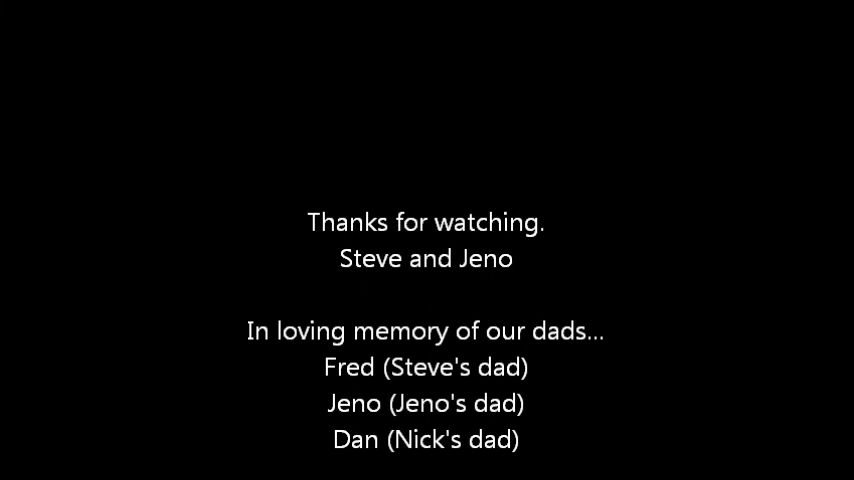 Thanks for watching.
Steve and Jeno
In loving memory of our dads...
Fred (Steve's dad)
Jeno (Jeno's dad)
Dan (Nick's dad)